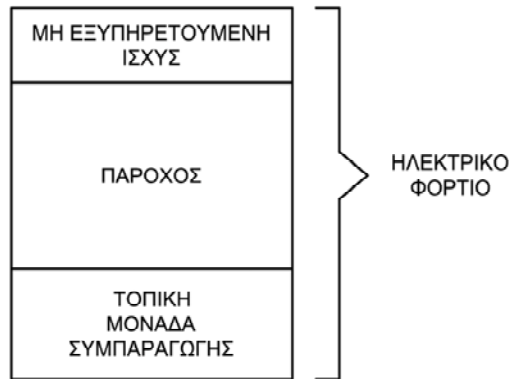 ΜΗ ΕΞΥΠΗΡΕΤΟΥΜΕΝΗ
ΙΣΧΥΣ
ΠΑΡΟΧΟΣ
ΤΟΠΙΚΗ
ΜΟΝΑΔΑ
ΣΥΜΠΑΡΑΓΩΓΗΣ
ΗΛΕΚΤΡΙΚΟ
ΦΟΡΤΙΟ